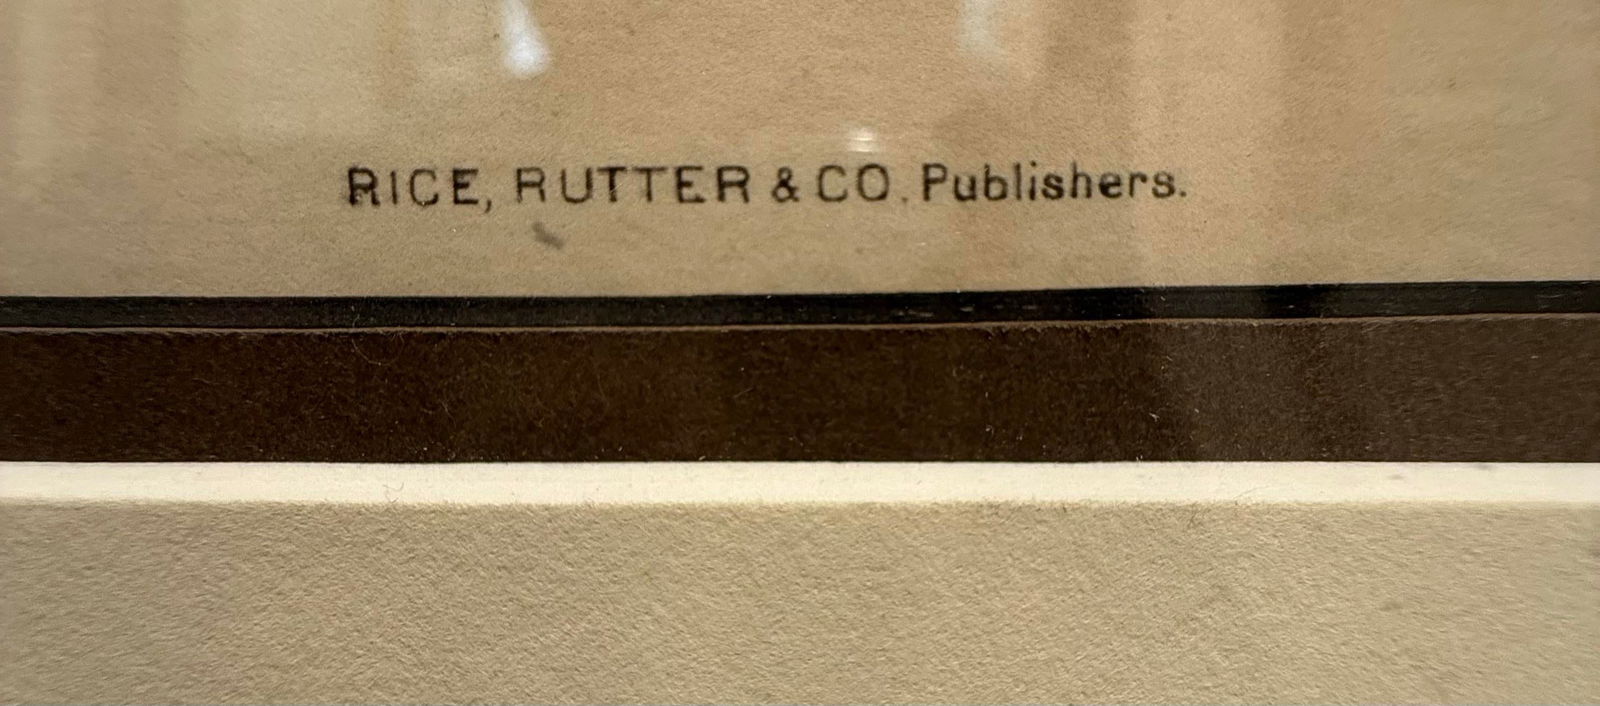 RICE, RUTTER & CO. Publishers.